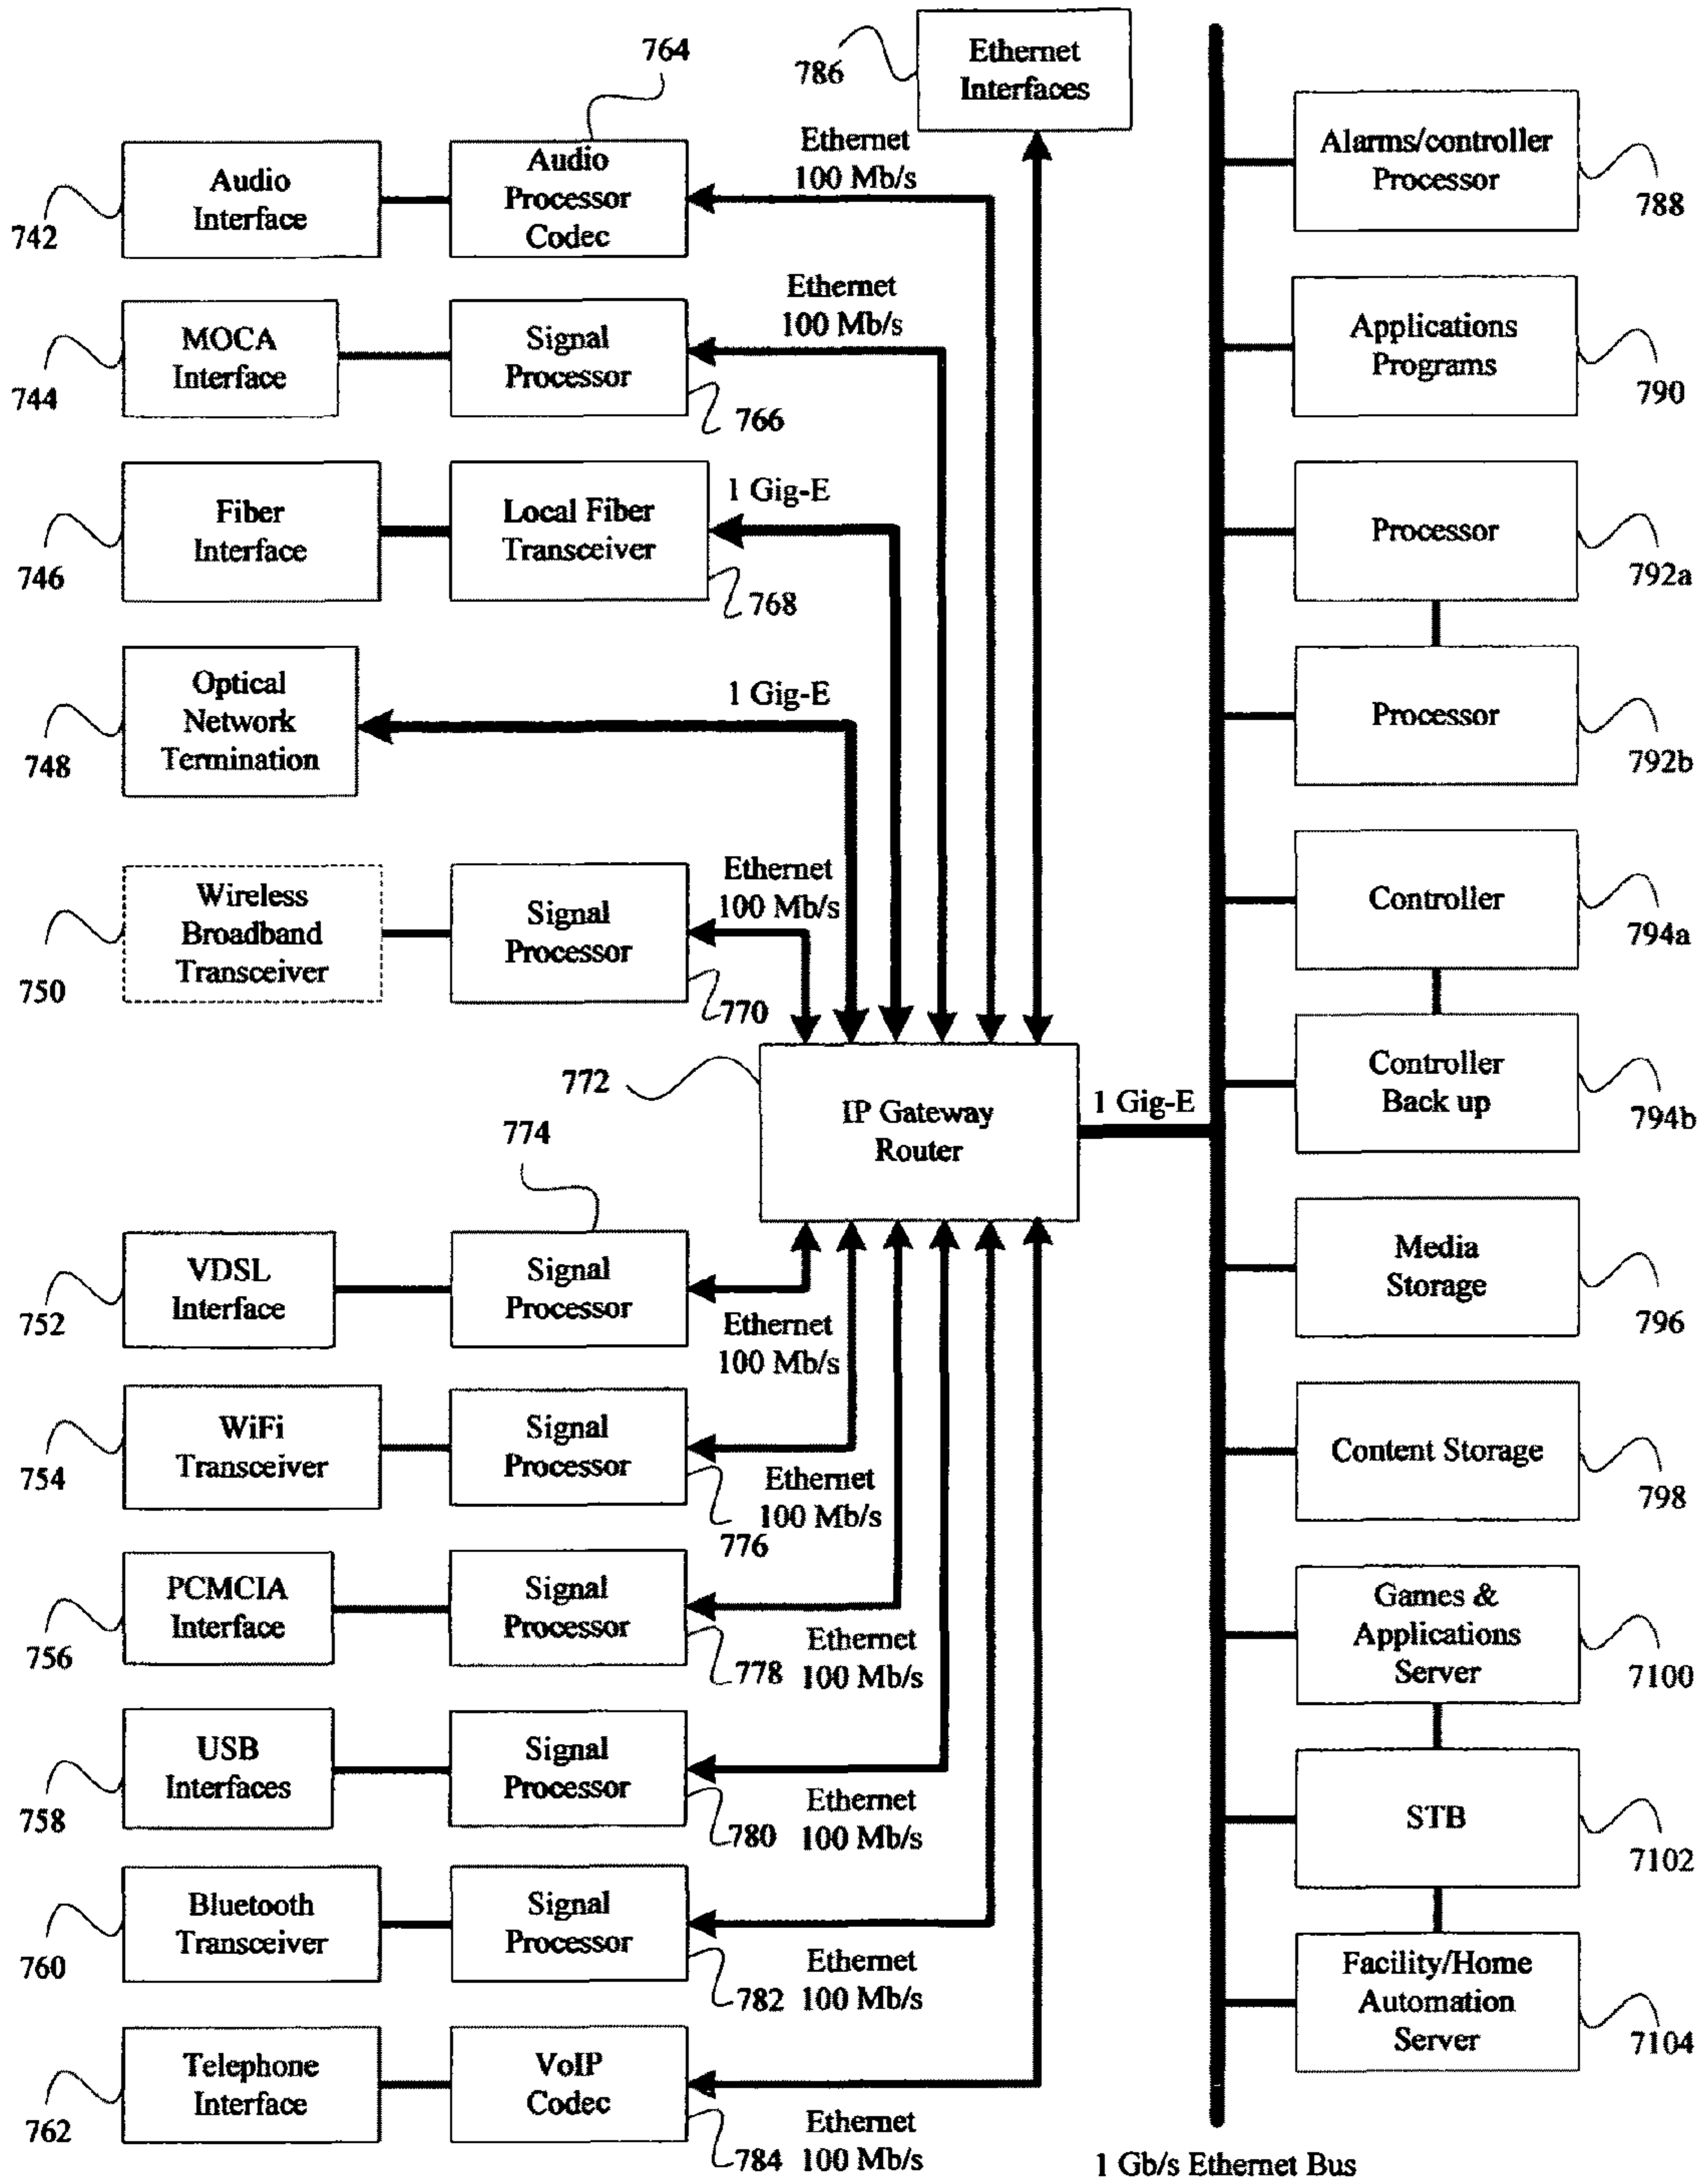 764
786
Ethernet
Interfaces
Ethernet
100 Mb/s
Audio
Interface
742
Audio
Processor
Codec
Alarms/controller
Processor
788
Ethernet
100 Mb/s
MOCA
Interface
744
Signal
Processor
766
Applications
Programs
790
1 Gig-E
Fiber
Interface
746
Local Fiber
Transceiver
768
Processor
792a
1 Gig-E
Optical
Network
Termination
748
Processor
792b
Ethernet
100 Mb/s
Wireless
Broadband
Transceiver
750
Signal
Processor
770
Controller
794a
772
IP Gateway
Router
1 Gig-E
Controller
Back up
794b
774
VDSL
Interface
752
Signal
Processor
Ethernet
100 Mb/s
Media
Storage
796
WiFi
Transceiver
754
Signal
Processor
776
Ethernet
100 Mb/s
Content Storage
798
PCMCIA
Interface
756
Signal
Processor
778
Ethernet
100 Mb/s
Games &
Applications
Server
7100
USB
Interfaces
758
Signal
Processor
780
Ethernet
100 Mb/s
STB
7102
Bluetooth
Transceiver
760
Signal
Processor
782
Ethernet
100 Mb/s
Facility/Home
Automation
Server
7104
Telephone
Interface
762
VoIP
Codec
784
Ethernet
100 Mb/s
1 Gb/s Ethernet Bus